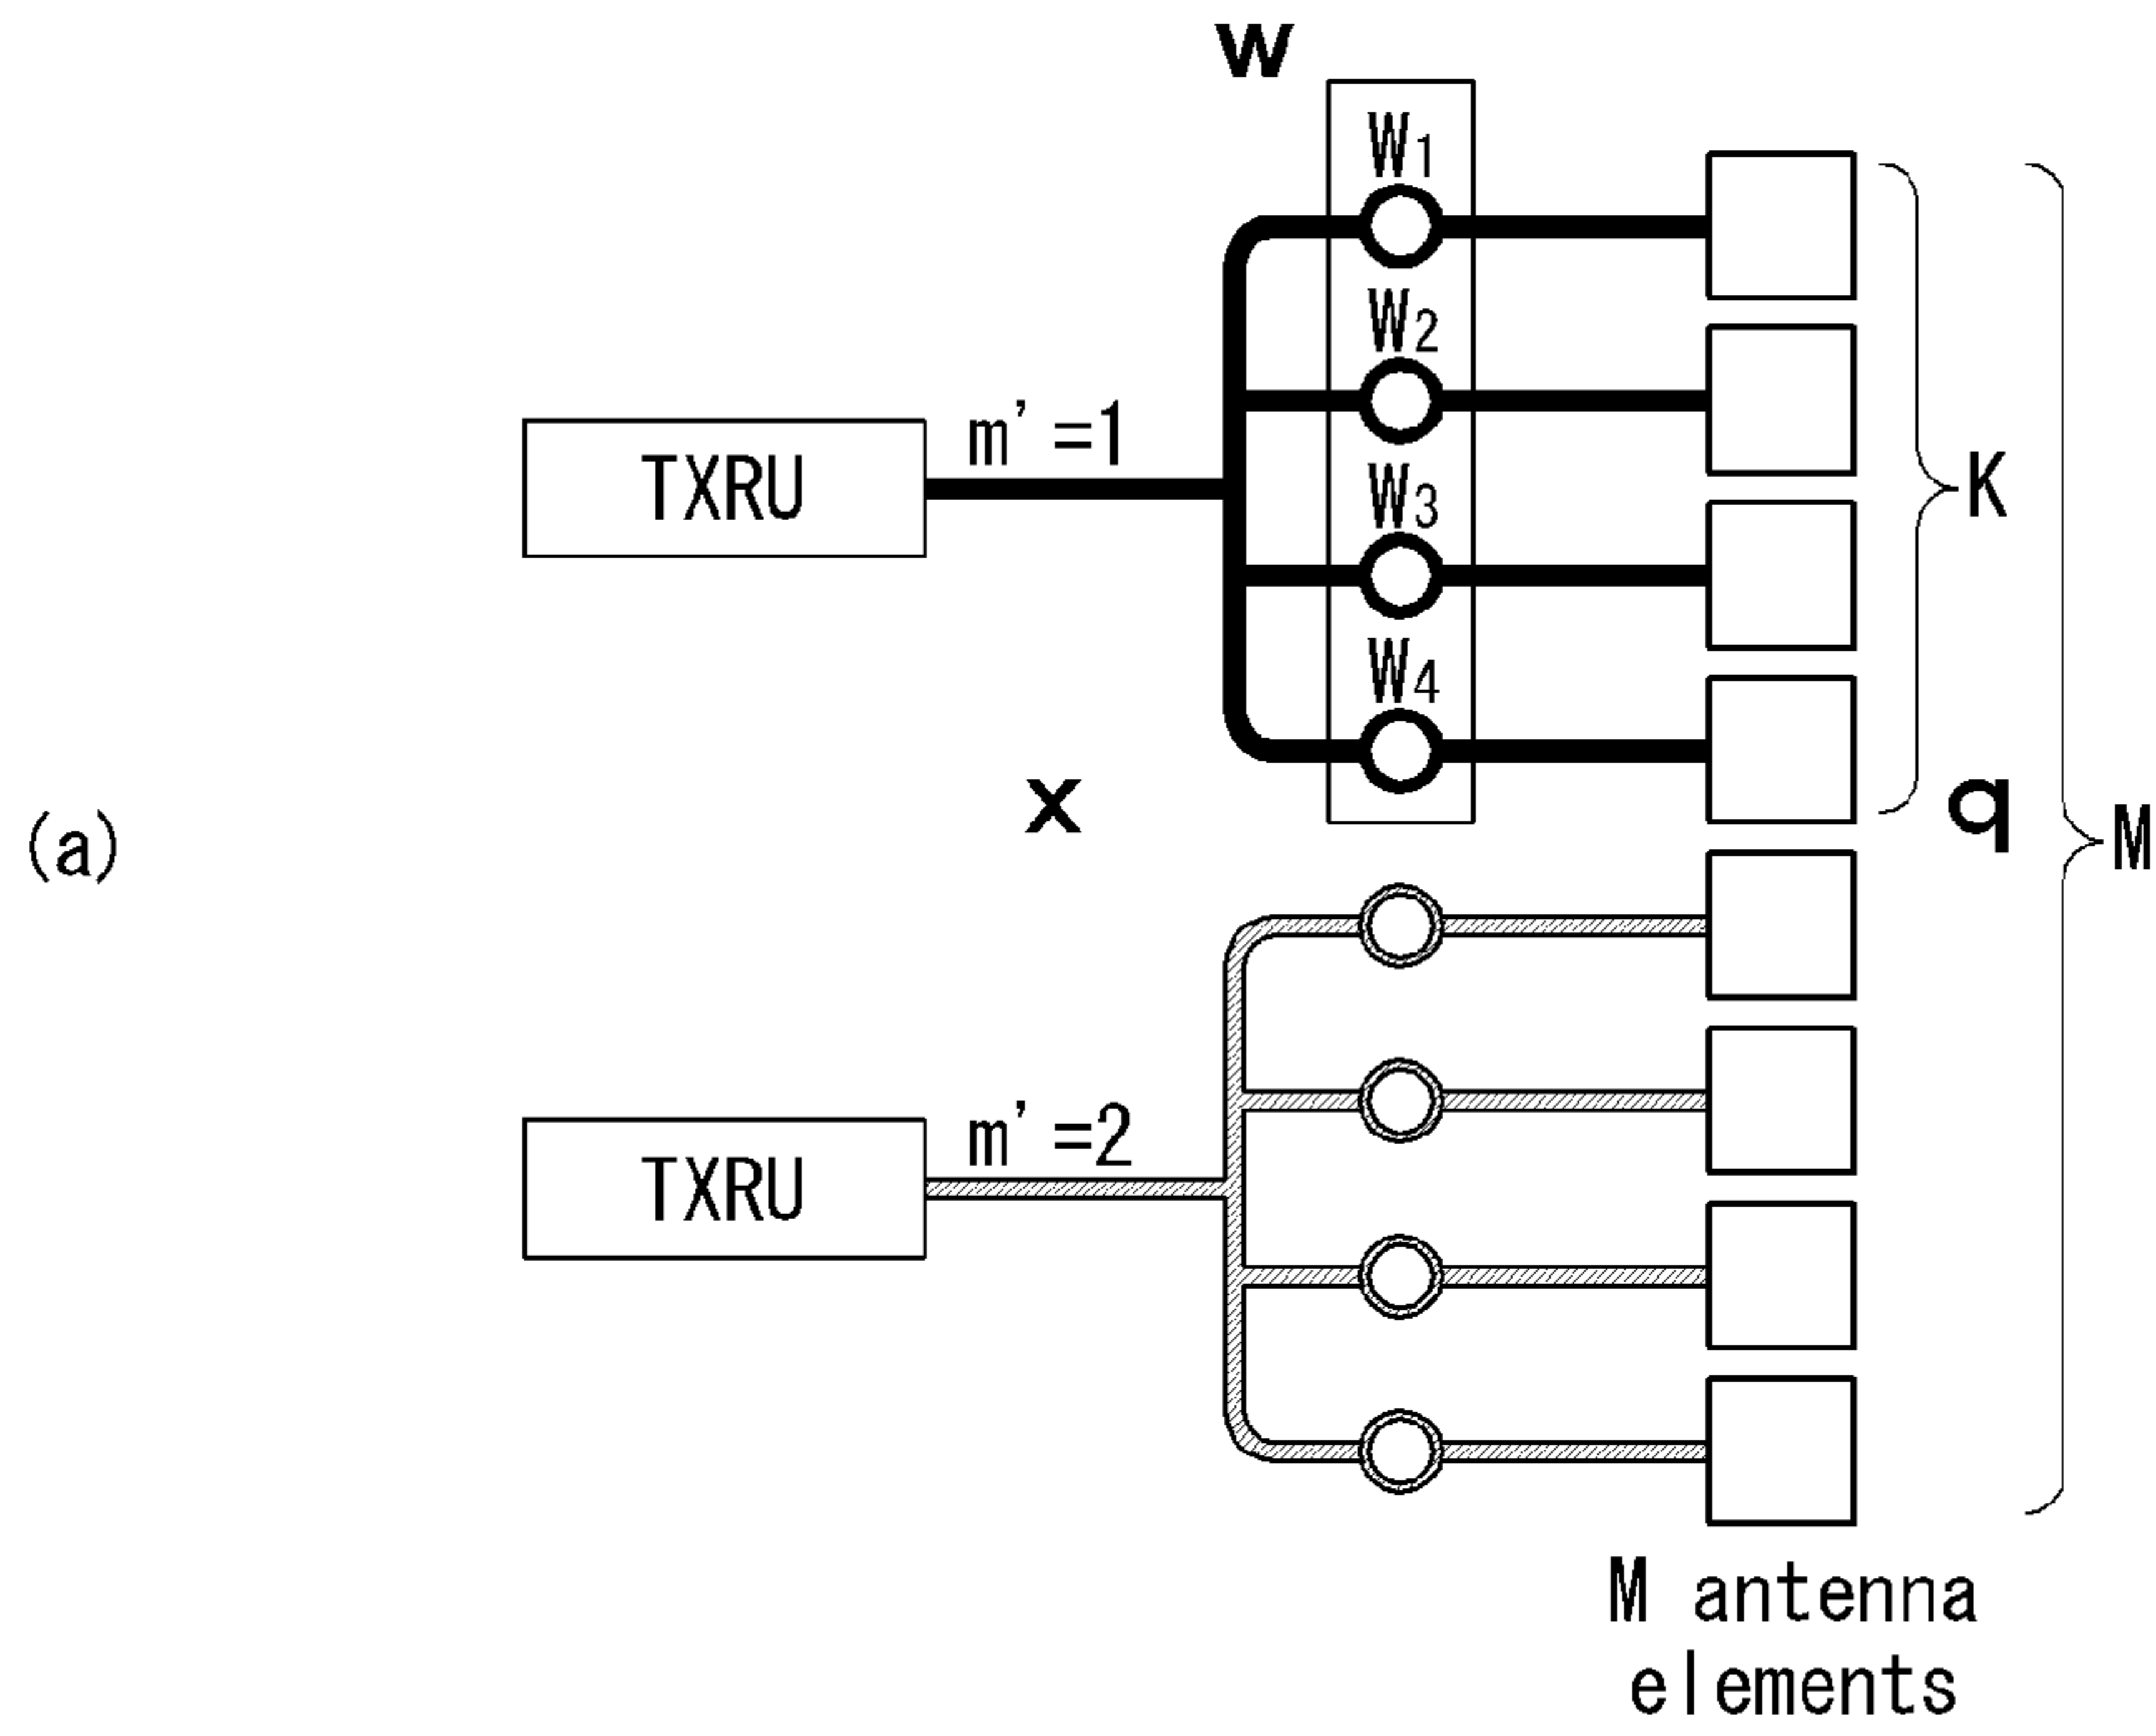 w
W1
W2
m'=1
TXRU
K
W3
W4
x
q
(a)
M
m'=2
TXRU
M antenna
elements